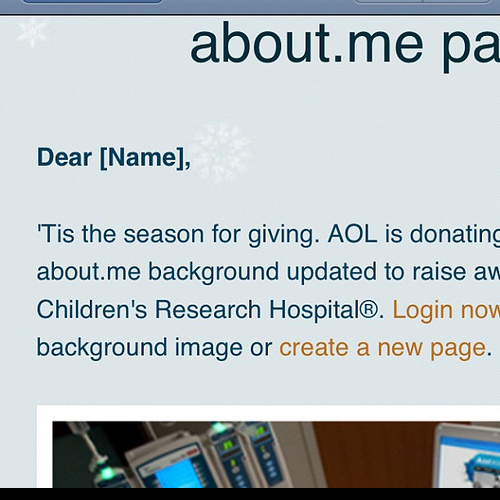 about.me pa
Dear [Name],
'Tis the season for giving. AOL is donating
about.me background updated to raise aw
Children's Research Hospital®. Login now
background image or create a new page.